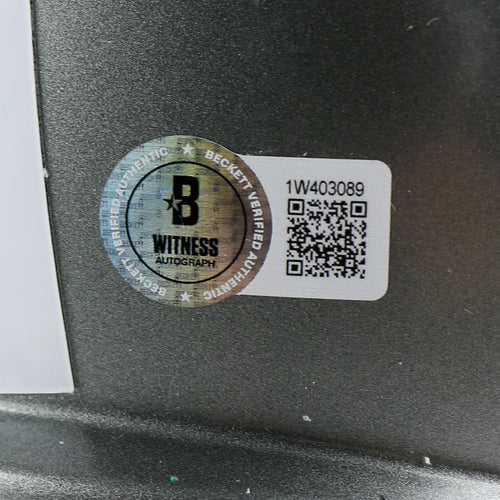 BECKETT VERIFIED AUTHENTIC
BECKETT VERIFIED AUTHENTIC
B
WITNESS
AUTOGRAPH
1W403089